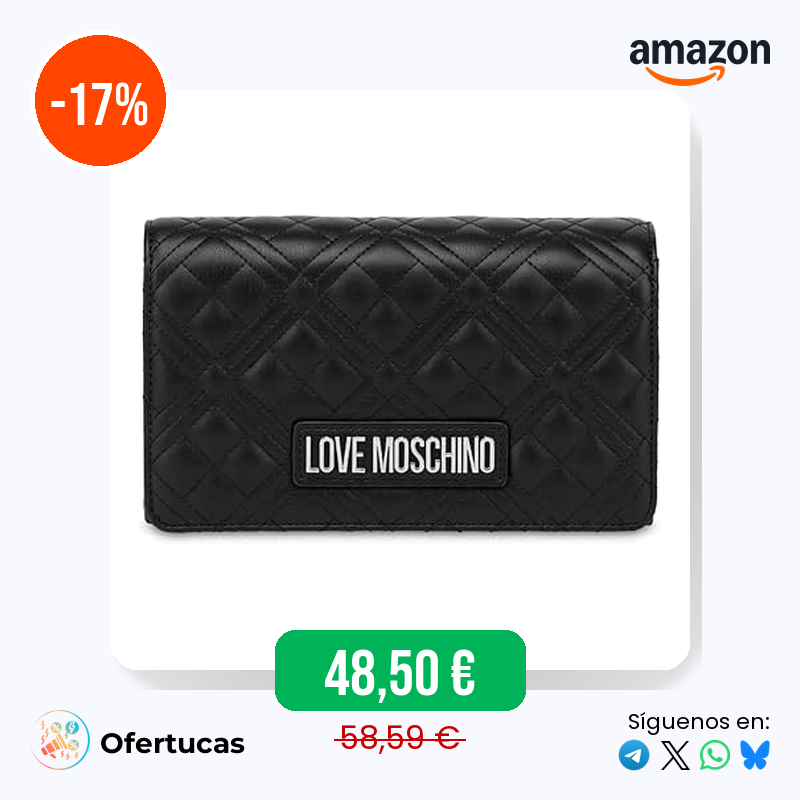 -17%
amazon
LOVE MOSCHINO
48,50 €
58,59 €
Ofertucas
Síguenos en: